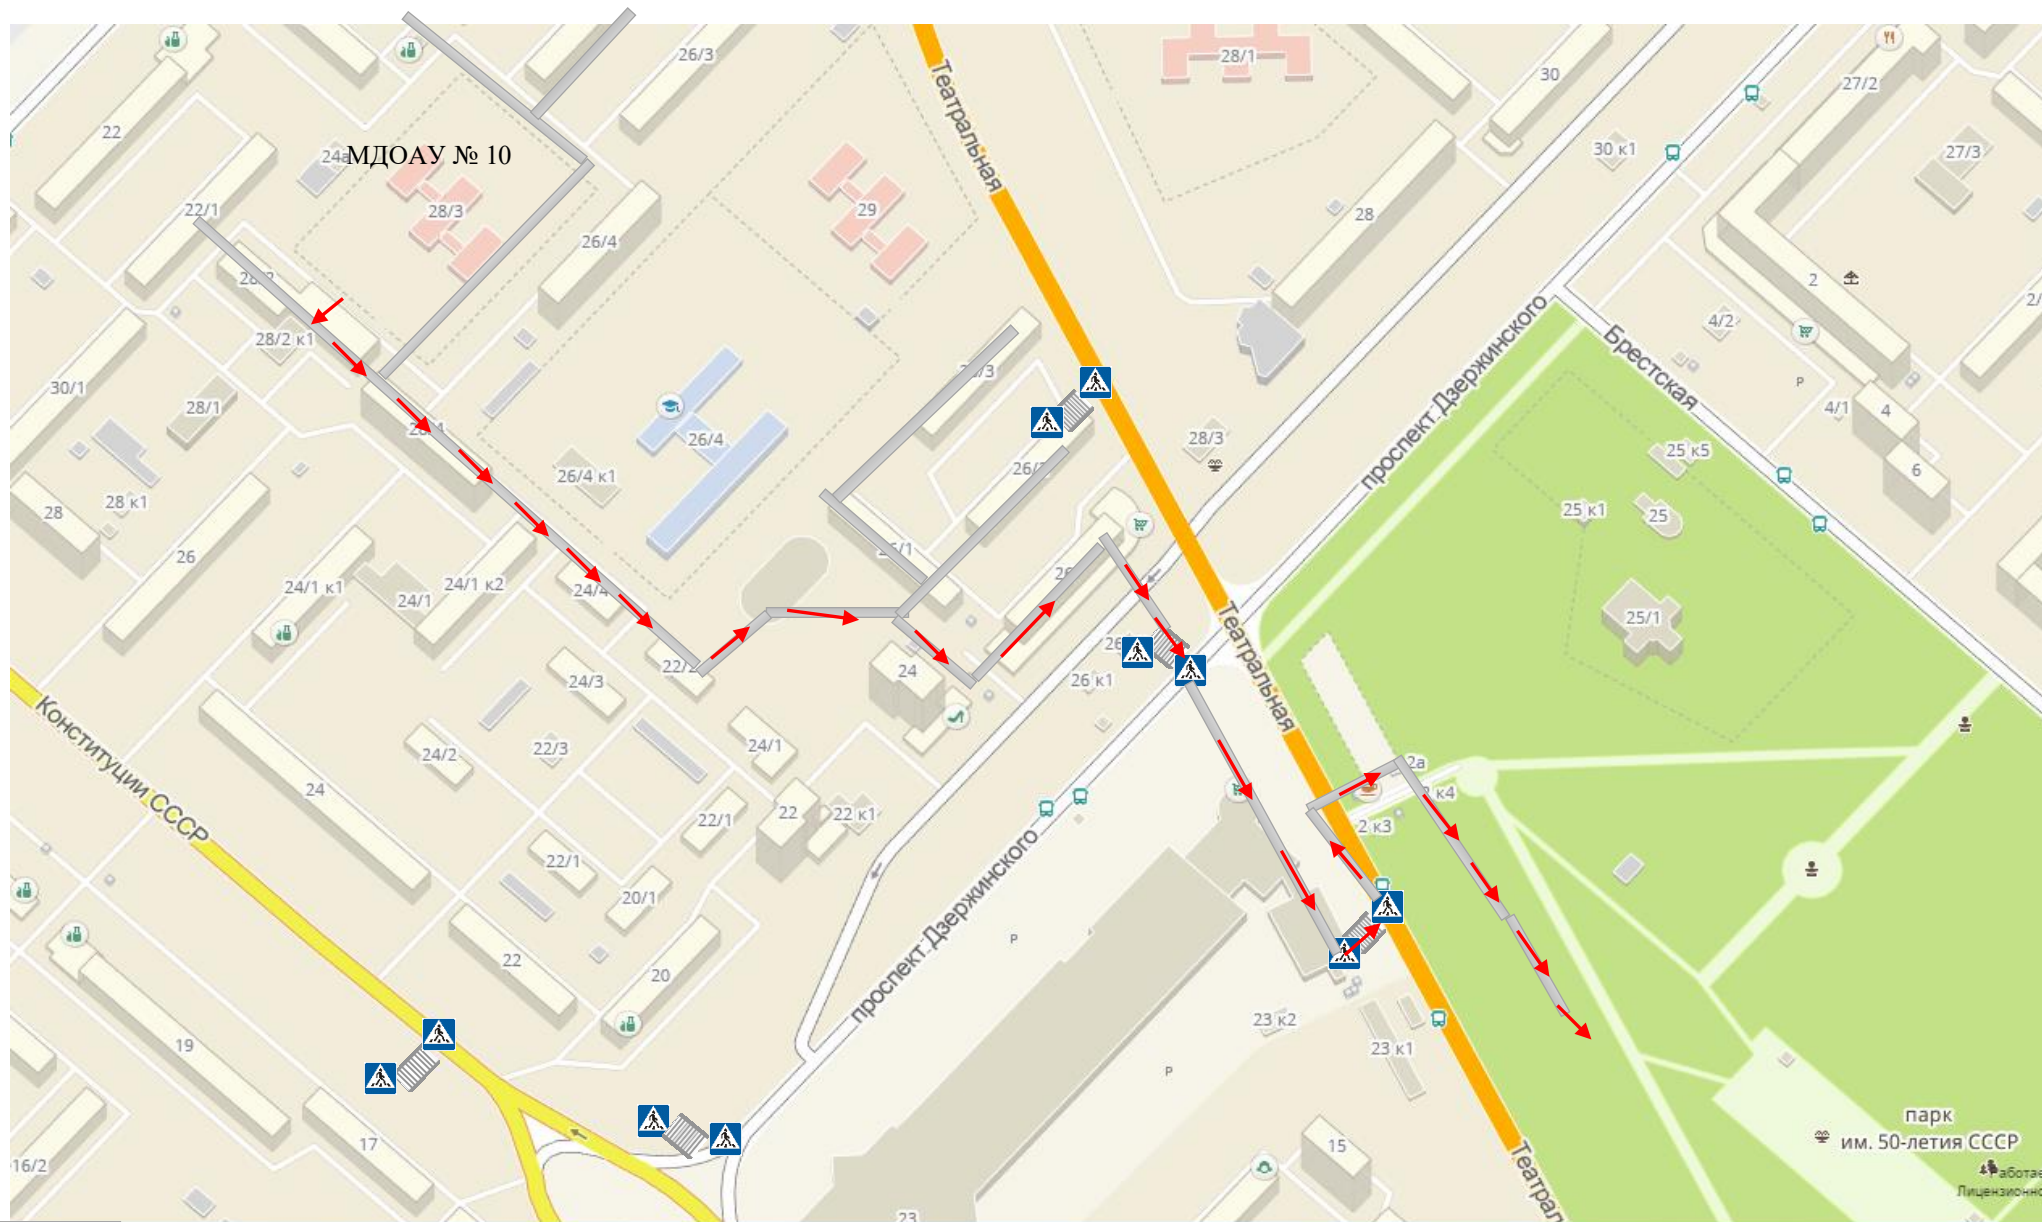 26/3
28/1
30
27/2
22
Театральная
24а
МДОАУ № 10
30 к1
27/3
22/1
28/3
29
28
26/4
2
28/2 к1
4/2
Брестская
проспект Дзержинского
30/1
28/1
P
4/1
4
26/4
28/3
25 к5
6
26/4 к1
28 к1
28
25 к1
25
26
24/1 к1
24/1
24/1 к2
24/4
25/1
Театральная
24/3
22/2
24
26 к1
Конституции СССР
24/2
22/3
24/1
2а
24
22/1
22
22 к1
2 к3
22/1
20/1
проспект Дзержинского
P
22
20
19
23 к2
23 к1
P
17
15
16/2
парк
им. 50-летия СССР
Театрал
23